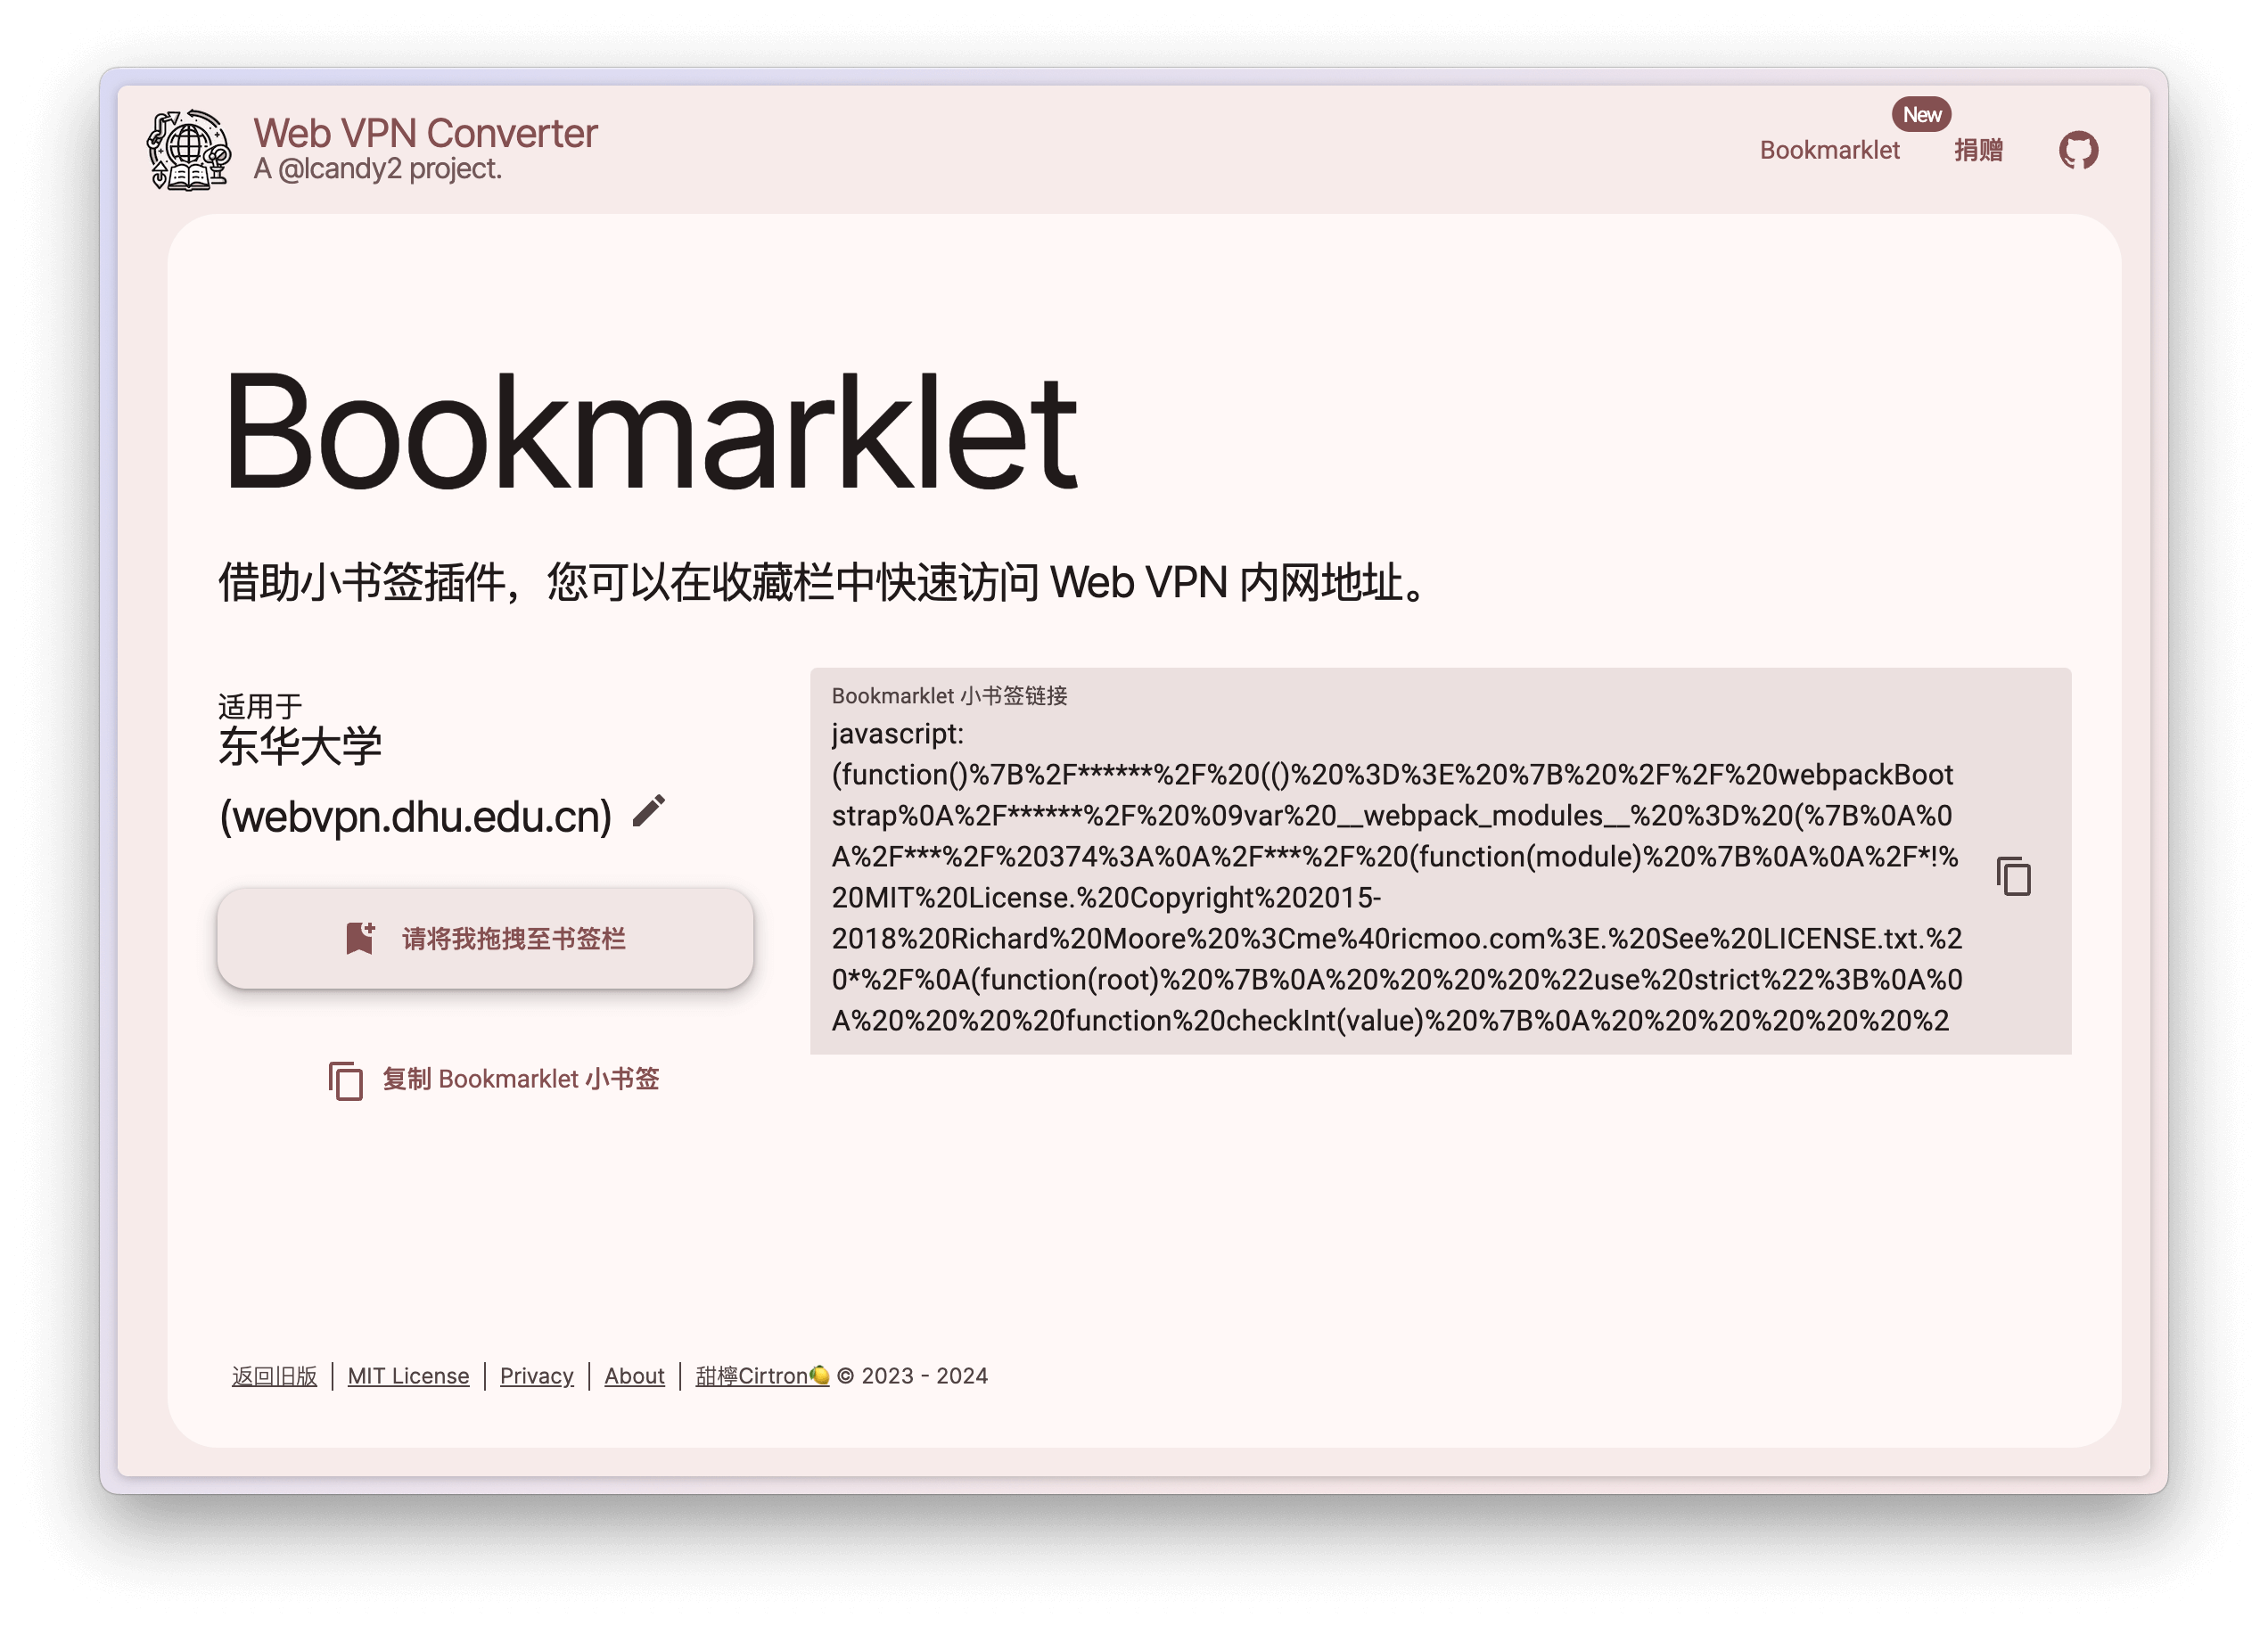 Web VPN Converter
A @lcandy2 project.
New
Bookmarklet
捐赠
Bookmarklet
借助小书签插件，您可以在收藏栏中快速访问 Web VPN 内网地址。
适用于
东华大学
(webvpn.dhu.edu.cn)
请将我拖拽至书签栏
复制 Bookmarklet 小书签
Bookmarklet 小书签链接
javascript:
(function()%7B%2F******%2F%20(()%20%3D%3E%20%7B%20%2F%2F%20webpackBoot
strap%0A%2F******%2F%20%09var%20__webpack_modules__%20%3D%20(%7B%0A%0
A%2F***%2F%20374%3A%0A%2F***%2F%20(function(module)%20%7B%0A%0A%2F*!%
20MIT%20License.%20Copyright%202015-
2018%20Richard%20Moore%20%3Cme%40ricmoo.com%3E.%20See%20LICENSE.txt.%2
0*%2F%0A(function(root)%20%7B%0A%20%20%20%20%22use%20strict%22%3B%0A%0
A%20%20%20%20function%20checkInt(value)%20%7B%0A%20%20%20%20%20%20%2
返回旧版 | MIT License | Privacy | About | 甜檸Cirtron🍋 © 2023 - 2024